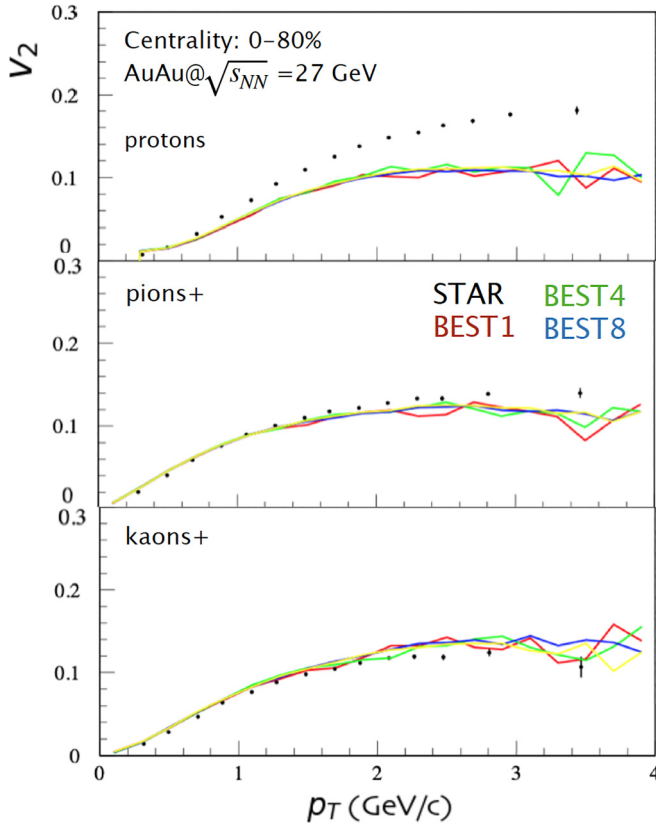 0.3
Centrality: 0–80%
AuAu@√s_NN = 27 GeV
v₂
0.2
protons
0.1
0
0.3
pions+
STAR BEST4
BEST1 BEST8
0.2
0.1
0
0.3
kaons+
0.2
0.1
0
0 1 2 3 4
p_T (GeV/c)